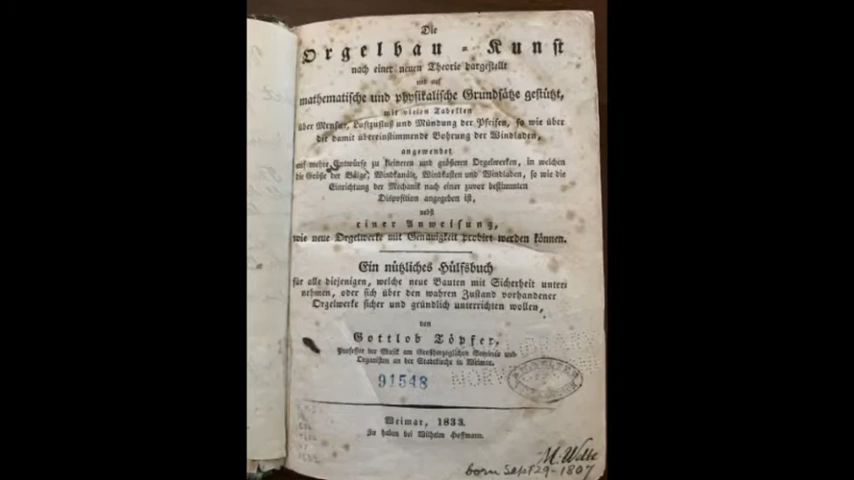 Die
Orgelbau-Kunst
nach einer neuen Theorie dargestellt
und auf
mathematische und physikalische Grundsätze gestützt,
mit vielen Tabellen
über Mensur, Luftzufluß und Mündung der Pfeifen, so wie über
der damit übereinstimmende Bohrung der Windladen,
angewendet
auf mehre Entwürfe zu kleineren und größeren Orgelwerken, in welchen
die Größe der Bälge, Windkanäle, Windkasten und Windladen, so wie die
Einrichtung der Mechanik nach einer zuvor bestimmten
Disposition angegeben ist,
nebst
einer Anweisung,
wie neue Orgelwerke mit Genauigkeit probirt werden können.
Ein nützliches Hülfsbuch
für alle diejenigen, welche neue Bauten mit Sicherheit unter-
nehmen, oder sich über den wahren Zustand vorhandener
Orgelwerke sicher und gründlich unterrichten wollen,
von
Gottlob Töpfer,
Professor der Musik am Großherzoglichen Seminario und
Organisten an der Stadtkirche in Weimar.
91548
Weimar, 1833.
Zu haben bei Wilhelm Hoffmann.
born Sept 29-1807